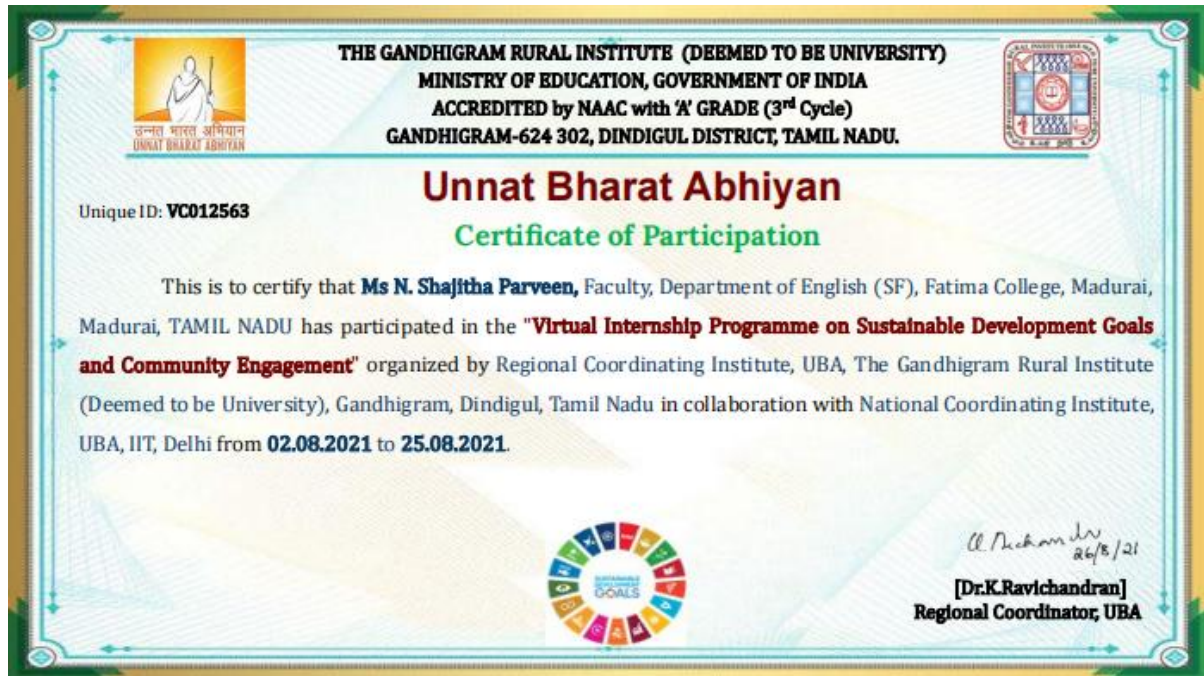 THE GANDHIGRAM RURAL INSTITUTE (DEEMED TO BE UNIVERSITY)
MINISTRY OF EDUCATION, GOVERNMENT OF INDIA
ACCREDITED by NAAC with ‘A’ GRADE (3rd Cycle)
GANDHIGRAM-624 302, DINDIGUL DISTRICT, TAMIL NADU.
उन्नत भारत अभियान
UNNAT BHARAT ABHIYAN
Unnat Bharat Abhiyan
Unique ID: VC012563
Certificate of Participation
This is to certify that Ms N. Shajitha Parveen, Faculty, Department of English (SF), Fatima College, Madurai,
Madurai, TAMIL NADU has participated in the "Virtual Internship Programme on Sustainable Development Goals
and Community Engagement" organized by Regional Coordinating Institute, UBA, The Gandhigram Rural Institute
(Deemed to be University), Gandhigram, Dindigul, Tamil Nadu in collaboration with National Coordinating Institute,
UBA, IIT, Delhi from 02.08.2021 to 25.08.2021.
SUSTAINABLE
DEVELOPMENT
GOALS
26/8/21
[Dr.K.Ravichandran]
Regional Coordinator, UBA